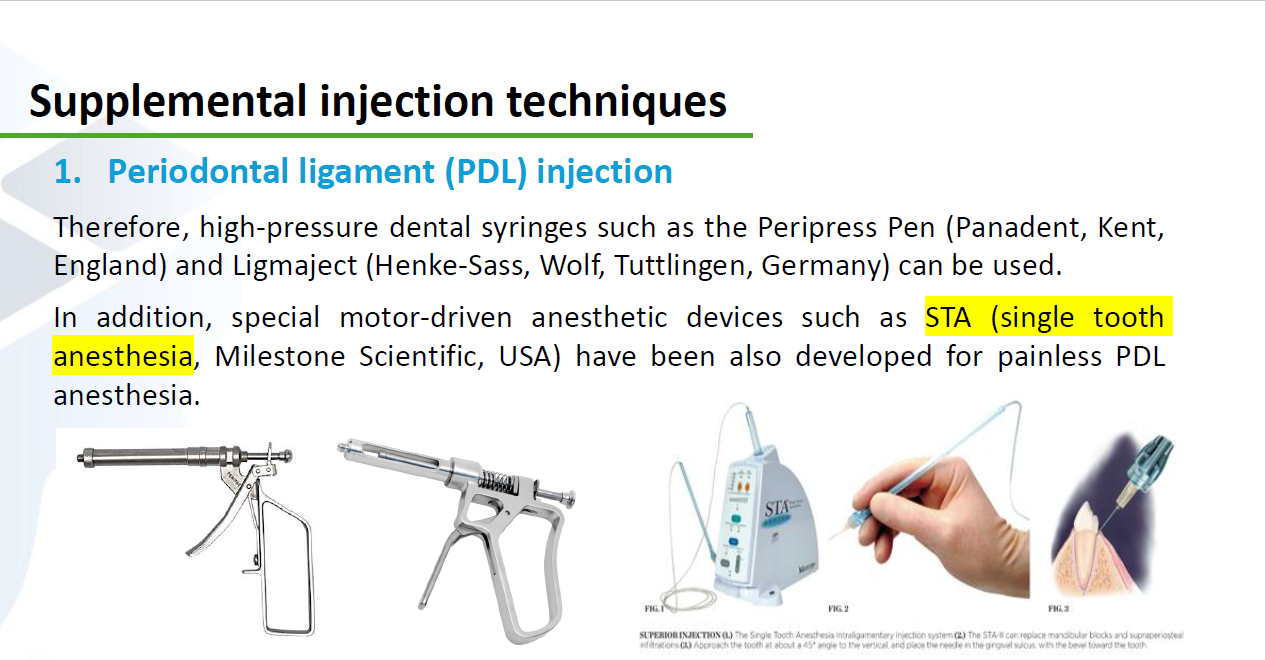 Supplemental injection techniques
1. Periodontal ligament (PDL) injection
Therefore, high-pressure dental syringes such as the Peripress Pen (Panadent, Kent,
England) and Ligmaject (Henke-Sass, Wolf, Tuttlingen, Germany) can be used.
In addition, special motor-driven anesthetic devices such as STA (single tooth
anesthesia, Milestone Scientific, USA) have been also developed for painless PDL
anesthesia.
STA
FIG. 1
FIG. 2
FIG. 3
SUPERIOR INJECTION (1.) The Single Tooth Anesthesia intraligamentary injection system (2.) The STA-II can replace mandibular blocks and supraperiosteal
infiltrations (3.) Approach the tooth at about a 45° angle to the vertical, and place the needle in the gingival sulcus, with the bevel toward the tooth.